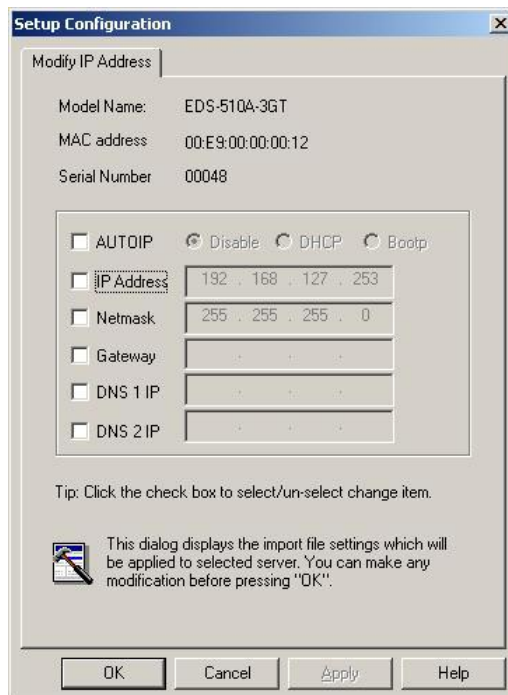 Setup Configuration
Modify IP Address
Model Name: EDS-510A-3GT
MAC address 00:E9:00:00:00:12
Serial Number 00048
AUTOIP Disable DHCP Bootp
IP Address 192 . 168 . 127 . 253
Netmask 255 . 255 . 255 . 0
Gateway . . .
DNS 1 IP . . .
DNS 2 IP . . .
Tip: Click the check box to select/un-select change item.
This dialog displays the import file settings which will
be applied to selected server. You can make any
modification before pressing "OK".
OK Cancel Apply Help